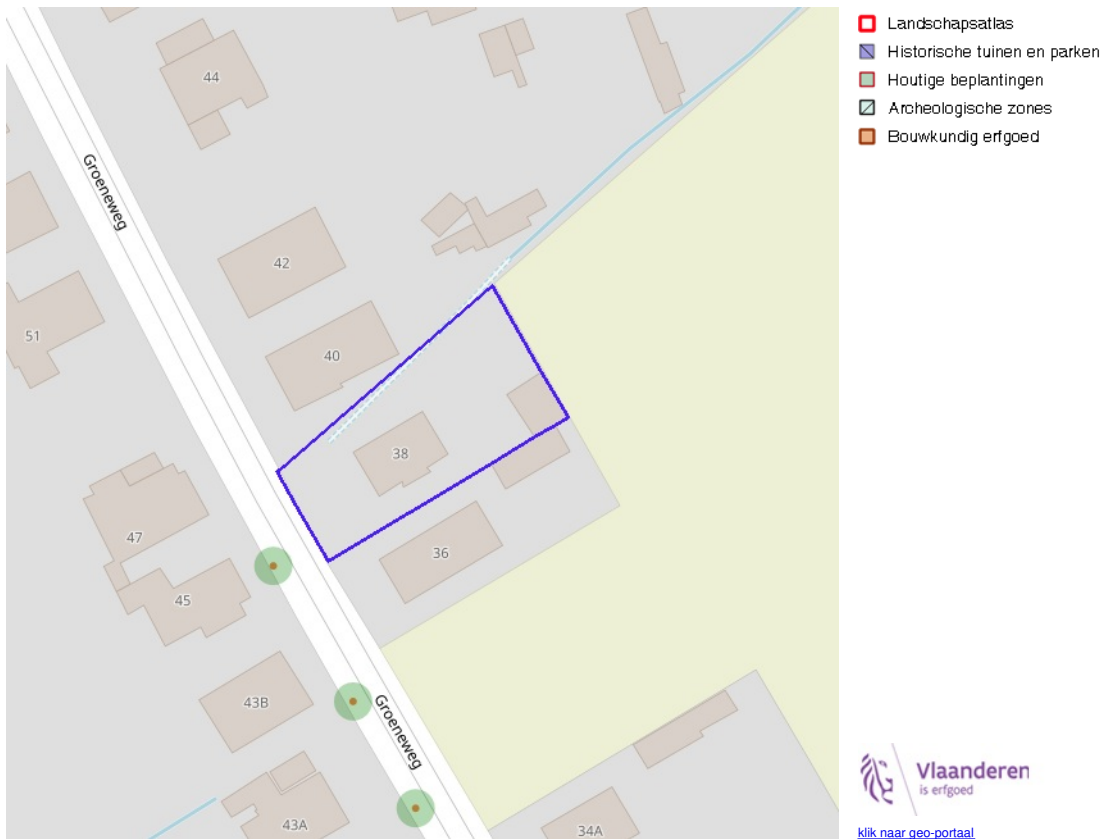 44
Groeneweg
42
51
40
38
47
36
45
43B
Groeneweg
43A
34A
Landschapsatlas
Historische tuinen en parken
Houtige beplantingen
Archeologische zones
Bouwkundig erfgoed
Vlaanderen
is erfgoed
klik naar geo-portaal